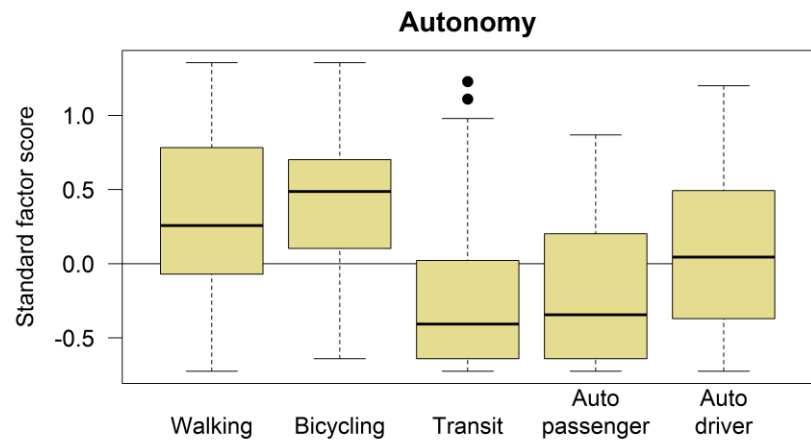 Autonomy
Standard factor score
1.0
0.5
0.0
-0.5
Walking
Bicycling
Transit
Auto
passenger
Auto
driver